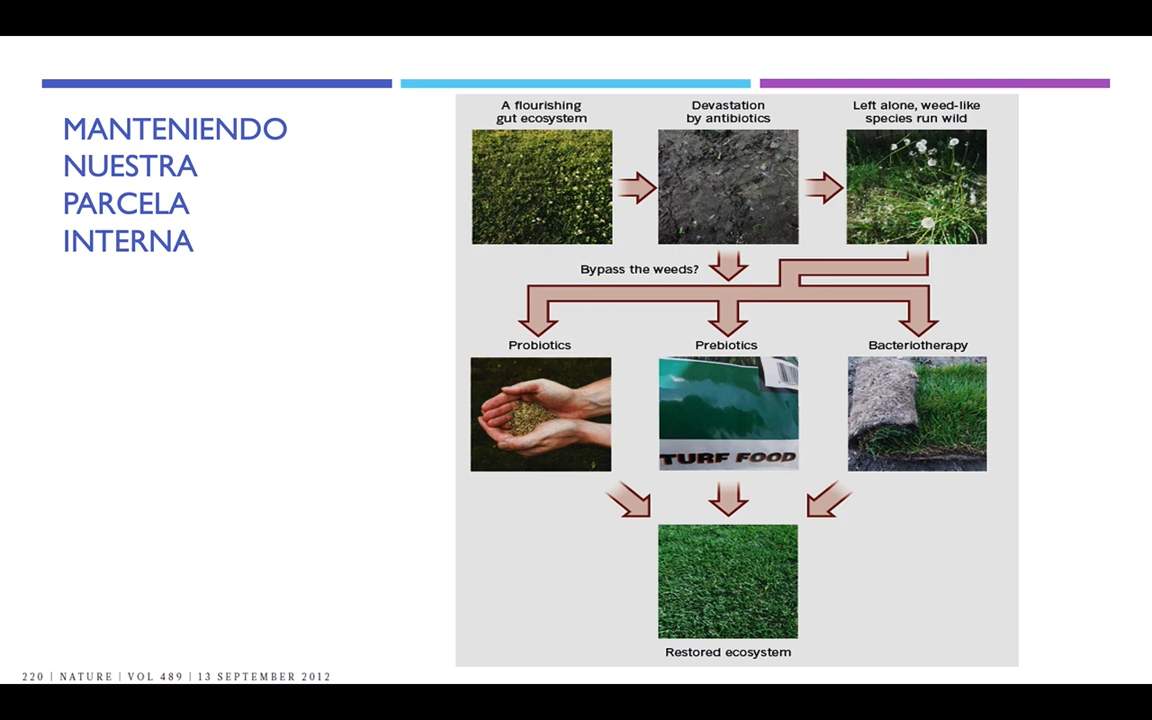 MANTENIENDO
NUESTRA
PARCELA
INTERNA
A flourishing
gut ecosystem
Devastation
by antibiotics
Left alone, weed-like
species run wild
Bypass the weeds?
Probiotics
Prebiotics
Bacteriotherapy
TURF FOOD
Restored ecosystem
220 | NATURE | VOL 489 | 13 SEPTEMBER 2012